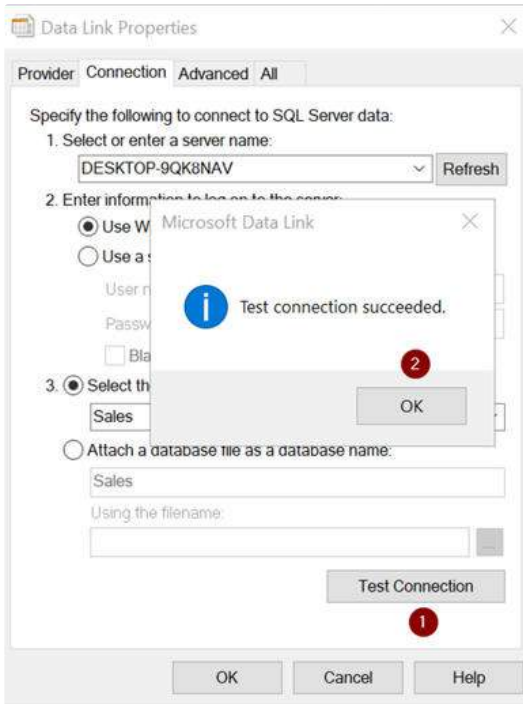 Data Link Properties
Provider Connection Advanced All
Specify the following to connect to SQL Server data:
1. Select or enter a server name:
DESKTOP-9QK8NAV
Refresh
2. Enter information to log on to the server:
Use W
Microsoft Data Link
Use a s
User n
Test connection succeeded.
Passw
Bla
2
3. Select th
OK
Sales
Attach a database file as a database name:
Sales
Using the filename:
...
Test Connection
1
OK Cancel Help